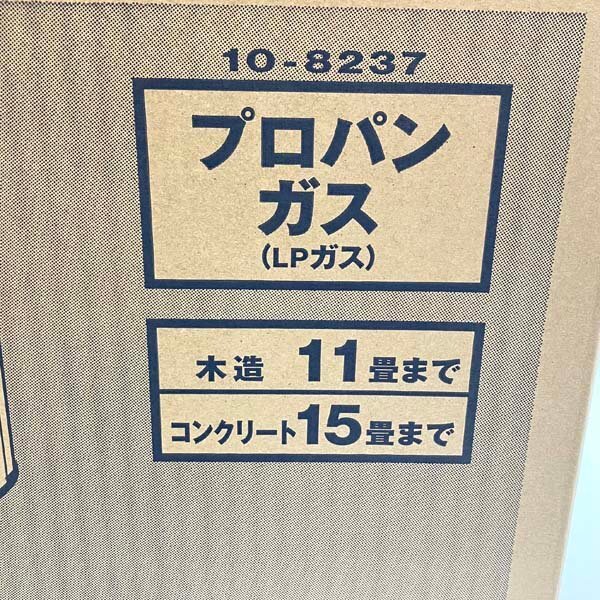 10-8237
プロパン
ガス
(LPガス)
木造 11畳まで
コンクリート15畳まで